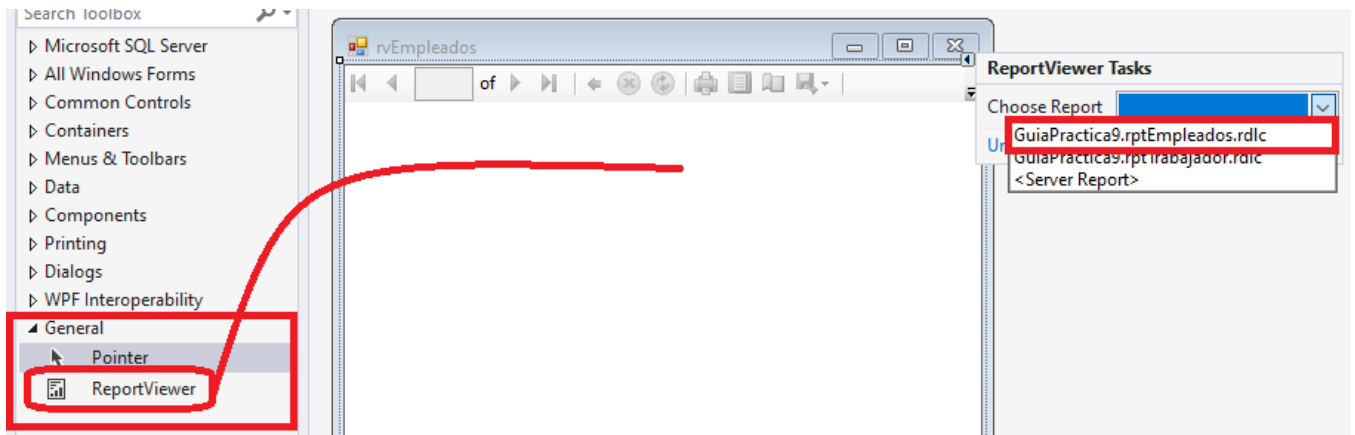 Search Toolbox
Microsoft SQL Server
All Windows Forms
Common Controls
Containers
Menus & Toolbars
Data
Components
Printing
Dialogs
WPF Interoperability
General
Pointer
ReportViewer
rvEmpleados
of
ReportViewer Tasks
Choose Report
GuiaPractica9.rptEmpleados.rdlc
Un
GuiaPractica9.rptTrabajador.rdlc
<Server Report>